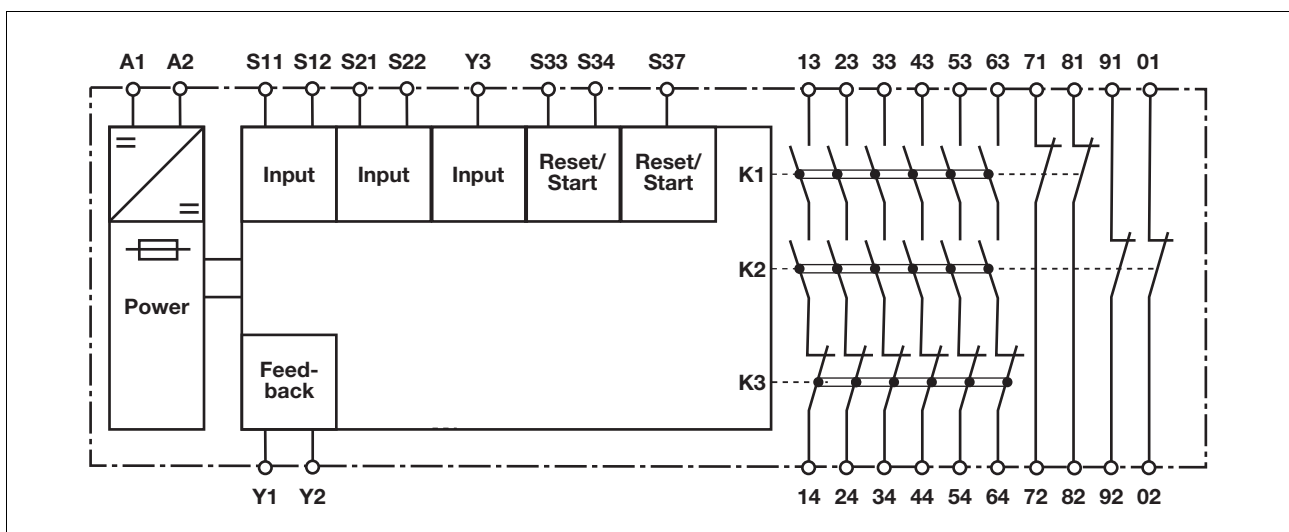 A1 A2 S11 S12 S21 S22 Y3 S33 S34 S37 13 23 33 43 53 63 71 81 91 01
Input Input Input Reset/ Reset/
Start Start
K1
K2
Power
Feed-
back
K3
Y1 Y2 14 24 34 44 54 64 72 82 92 02